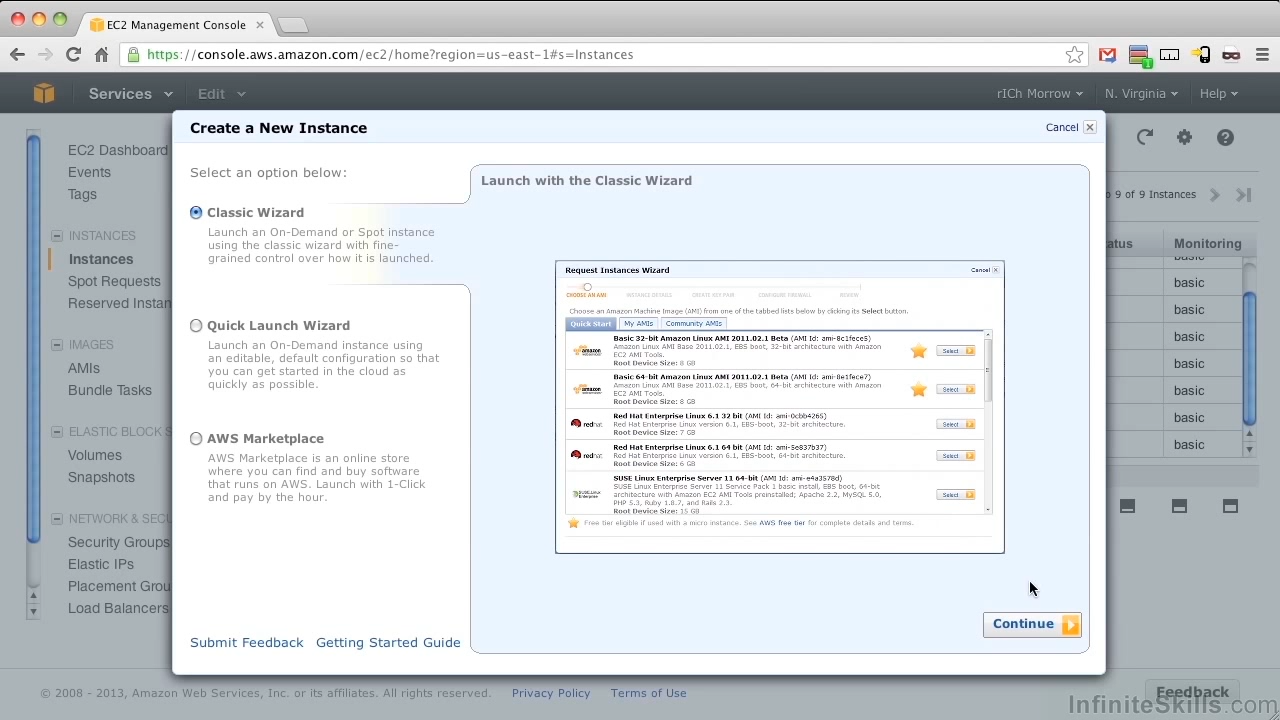 EC2 Management Console
https://console.aws.amazon.com/ec2/home?region=us-east-1#s=Instances
Services
Edit
rICh Morrow
N. Virginia
Help
Create a New Instance
Cancel
EC2 Dashboard
Events
Tags
INSTANCES
Instances
Spot Requests
Reserved Instan
IMAGES
AMIs
Bundle Tasks
ELASTIC BLOCK S
Volumes
Snapshots
NETWORK & SECU
Security Groups
Elastic IPs
Placement Grou
Load Balancers
Select an option below:
Classic Wizard
Launch an On-Demand or Spot instance
using the classic wizard with fine-
grained control over how it is launched.
Quick Launch Wizard
Launch an On-Demand instance using
an editable, default configuration so that
you can get started in the cloud as
quickly as possible.
AWS Marketplace
AWS Marketplace is an online store
where you can find and buy software
that runs on AWS. Launch with 1-Click
and pay by the hour.
Submit Feedback
Getting Started Guide
Launch with the Classic Wizard
Request Instances Wizard
Cancel
CHOOSE AN AMI
INSTANCE DETAILS
CREATE KEY PAIR
CONFIGURE FIREWALL
REVIEW
Choose an Amazon Machine Image (AMI) from one of the tabbed lists below by clicking its Select button.
Quick Start
My AMIs
Community AMIs
amazon
Basic 32-bit Amazon Linux AMI 2011.02.1 Beta (AMI Id: ami-8c1fece5)
Amazon Linux AMI Base 2011.02.1, EBS boot, 32-bit architecture with Amazon
EC2 AMI Tools.
Root Device Size: 8 GB
Select
amazon
Basic 64-bit Amazon Linux AMI 2011.02.1 Beta (AMI Id: ami-8e1fece7)
Amazon Linux AMI Base 2011.02.1, EBS boot, 64-bit architecture with Amazon
EC2 AMI Tools.
Root Device Size: 8 GB
Select
redhat
Red Hat Enterprise Linux 6.1 32 bit (AMI Id: ami-0cbb4265)
Red Hat Enterprise Linux version 6.1, EBS-boot, 32-bit architecture.
Root Device Size: 7 GB
Select
redhat
Red Hat Enterprise Linux 6.1 64 bit (AMI Id: ami-5e837b37)
Red Hat Enterprise Linux version 6.1, EBS-boot, 64-bit architecture.
Root Device Size: 6 GB
Select
SUSE Linux
Enterprise
SUSE Linux Enterprise Server 11 64-bit (AMI Id: ami-e4a3578d)
SUSE Linux Enterprise Server 11 Service Pack 1 basic install, EBS boot, 64-bit
architecture with Amazon EC2 AMI Tools preinstalled; Apache 2.2, MySQL 5.0,
PHP 5.3, Ruby 1.8.7, and Rails 2.3.
Root Device Size: 15 GB
Select
Free tier eligible if used with a micro instance. See AWS free tier for complete details and terms.
Continue
o 9 of 9 Instances
atus
Monitoring
basic
basic
basic
basic
basic
basic
basic
basic
© 2008 - 2013, Amazon Web Services, Inc. or its affiliates. All rights reserved.
Privacy Policy
Terms of Use
Feedback
InfiniteSkills.com